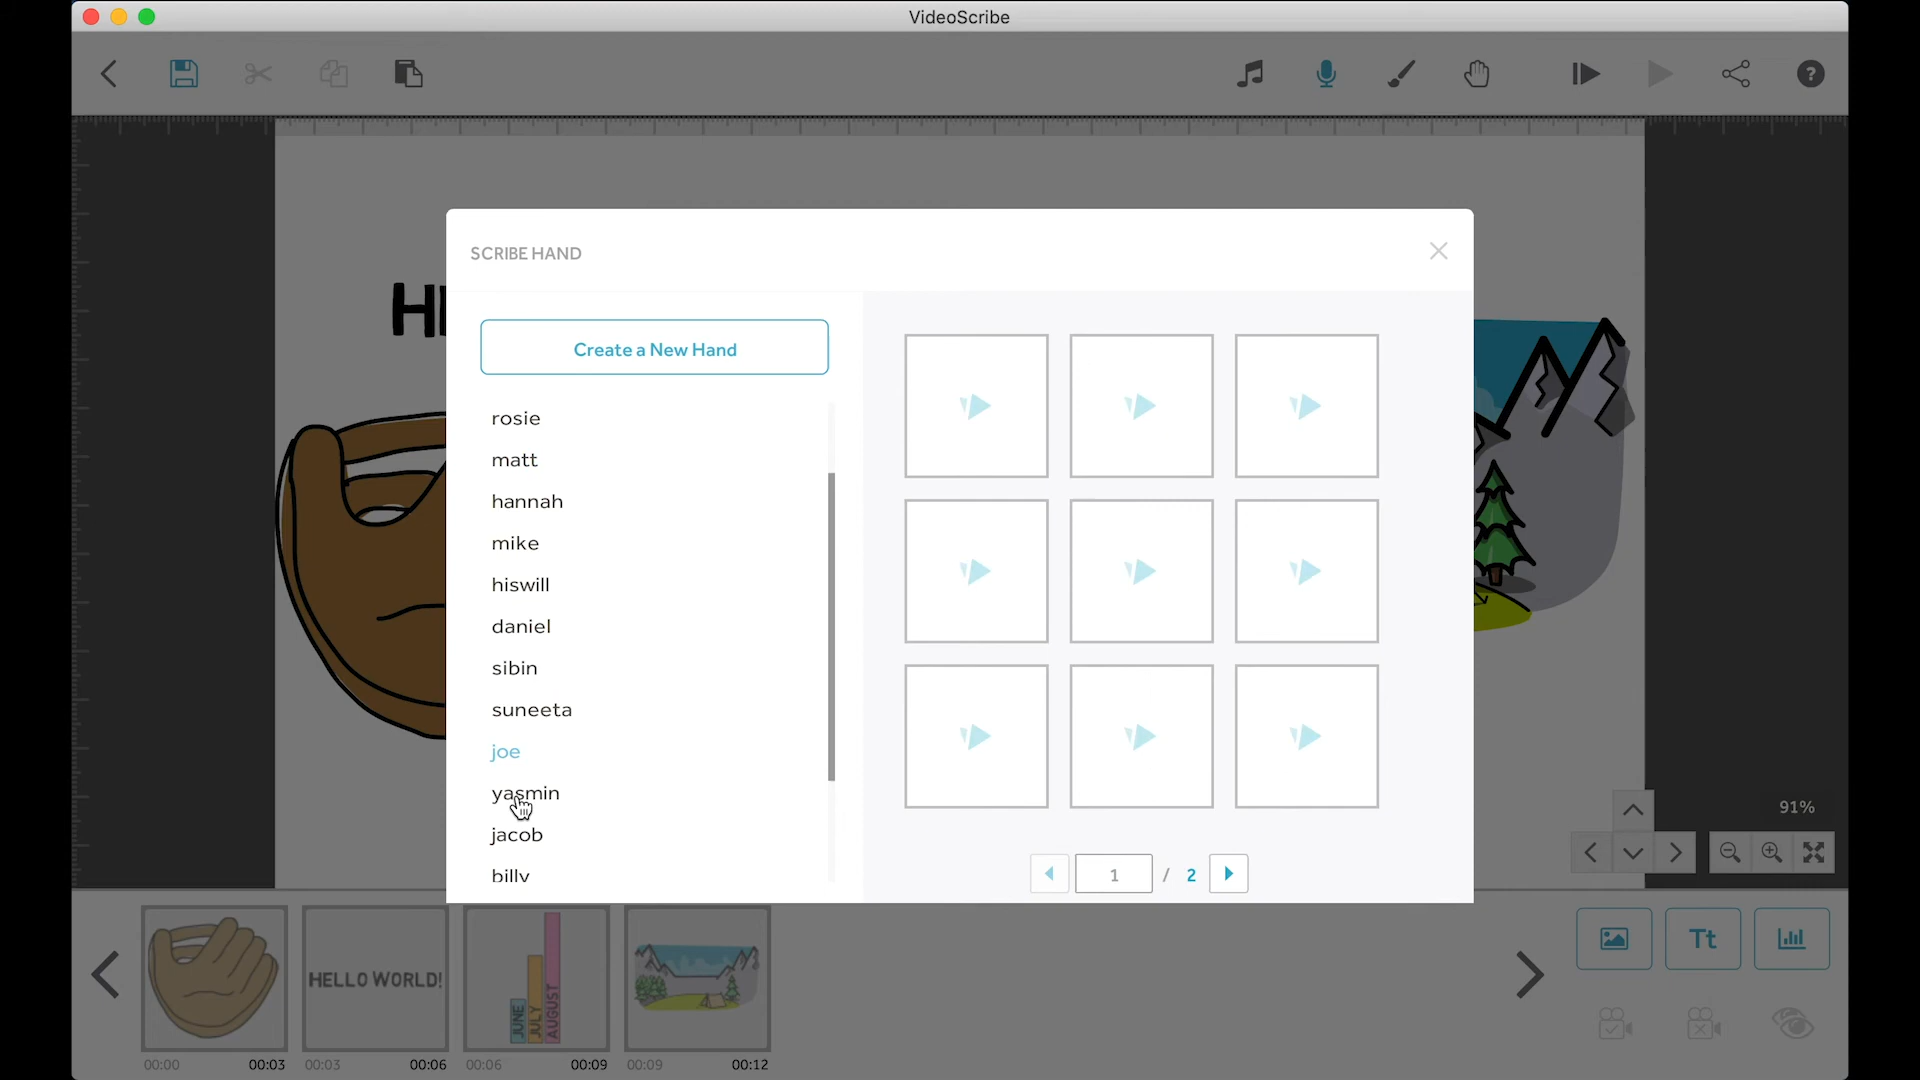 VideoScribe
?
H
SCRIBE HAND
Create a New Hand
rosie
matt
hannah
mike
hiswill
daniel
sibin
suneeta
joe
yasmin
jacob
billy
1 / 2
91%
HELLO WORLD!
JUNE
JULY
AUGUST
Tt
00:00 00:03 00:03 00:06 00:06 00:09 00:09 00:12